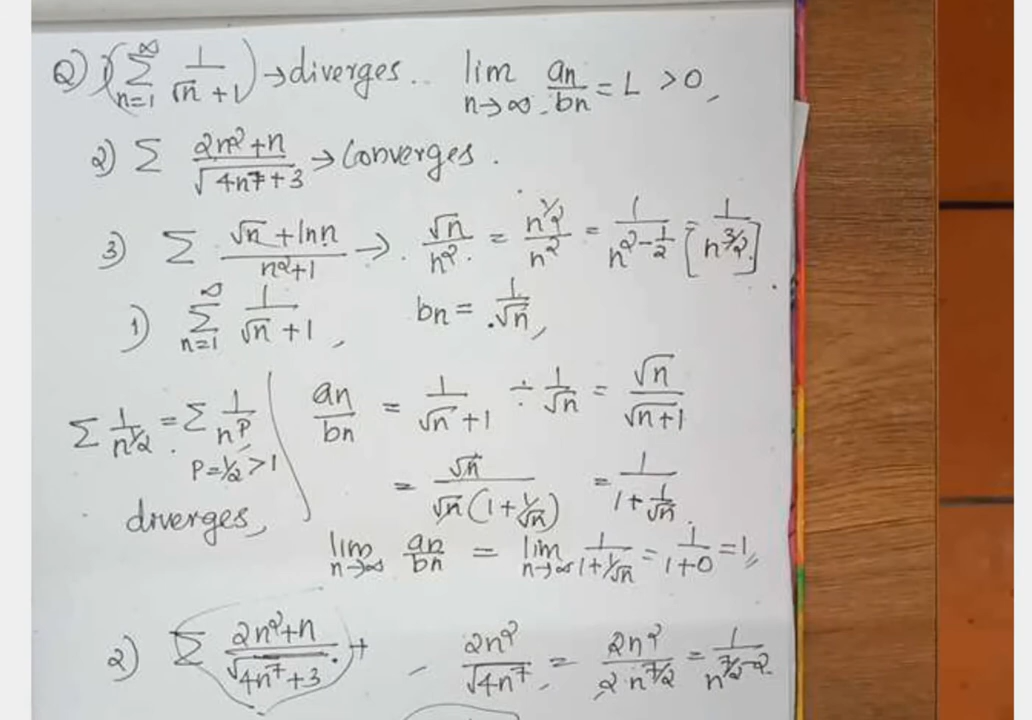 Q) 1) (∑_{n=1}^{∞} 1/(√n + 1)) → diverges.. lim_{n→∞} an/bn = L > 0,
2) ∑ (2n² + n)/√(4n⁷ + 3) → Converges.
3) ∑ (√n + ln n)/(n² + 1) → √n/n² = n^{1/2}/n² = 1/n^{2 - 1/2} = [1/n^{3/2}]
1) ∑_{n=1}^{∞} 1/(√n + 1), bn = 1/√n,
∑ 1/n^{1/2} = ∑ 1/n^p
P = 1/2 > 1
diverges,
an/bn = 1/(√n + 1) ÷ 1/√n = √n/√(n+1)
= √n/(√n(1 + 1/√n)) = 1/(1 + 1/√n)
lim_{n→∞} an/bn = lim_{n→∞} 1/(1 + 1/√n) = 1/(1+0) = 1,
2) ∑ (2n² + n)/√(4n⁷ + 3) 2n²/√(4n⁷) = 2n²/(2·n^{7/2}) = 1/n^{7/2 - 2}